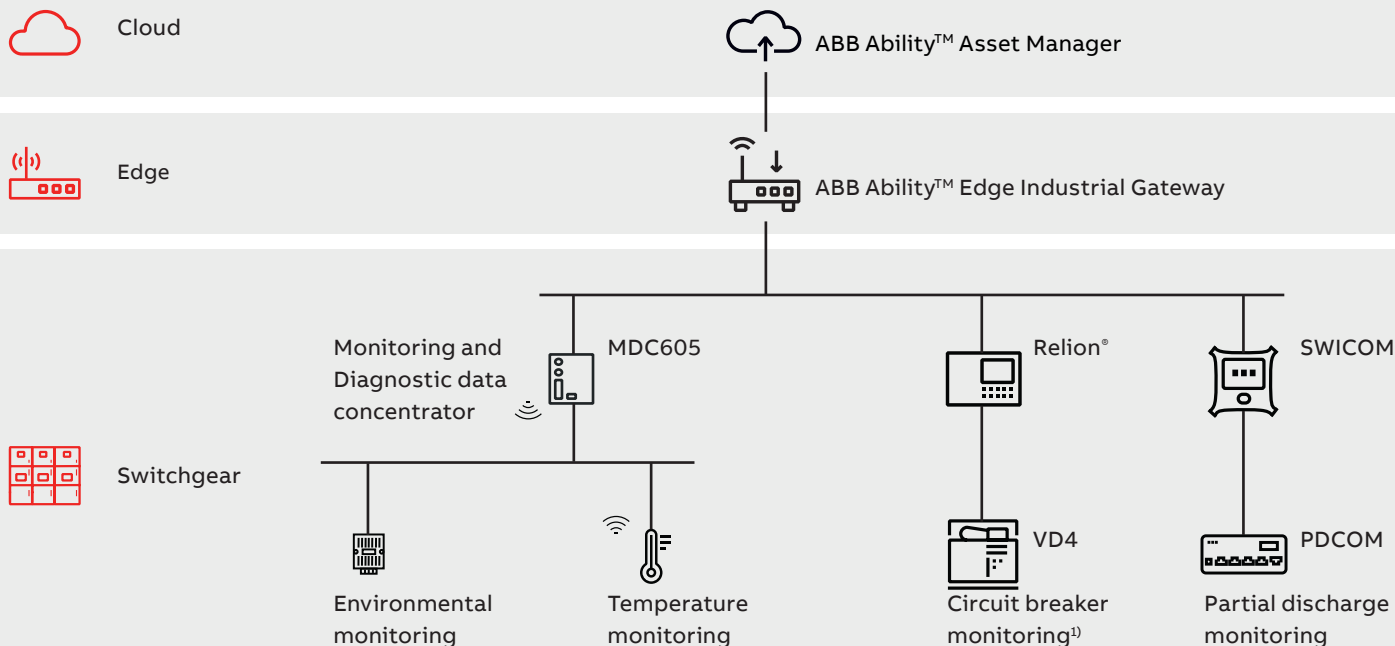 Cloud
ABB Ability™ Asset Manager
Edge
ABB Ability™ Edge Industrial Gateway
Monitoring and
Diagnostic data
concentrator
MDC605
Relion®
SWICOM
Switchgear
VD4
PDCOM
Environmental
monitoring
Temperature
monitoring
Circuit breaker
monitoring¹⁾
Partial discharge
monitoring